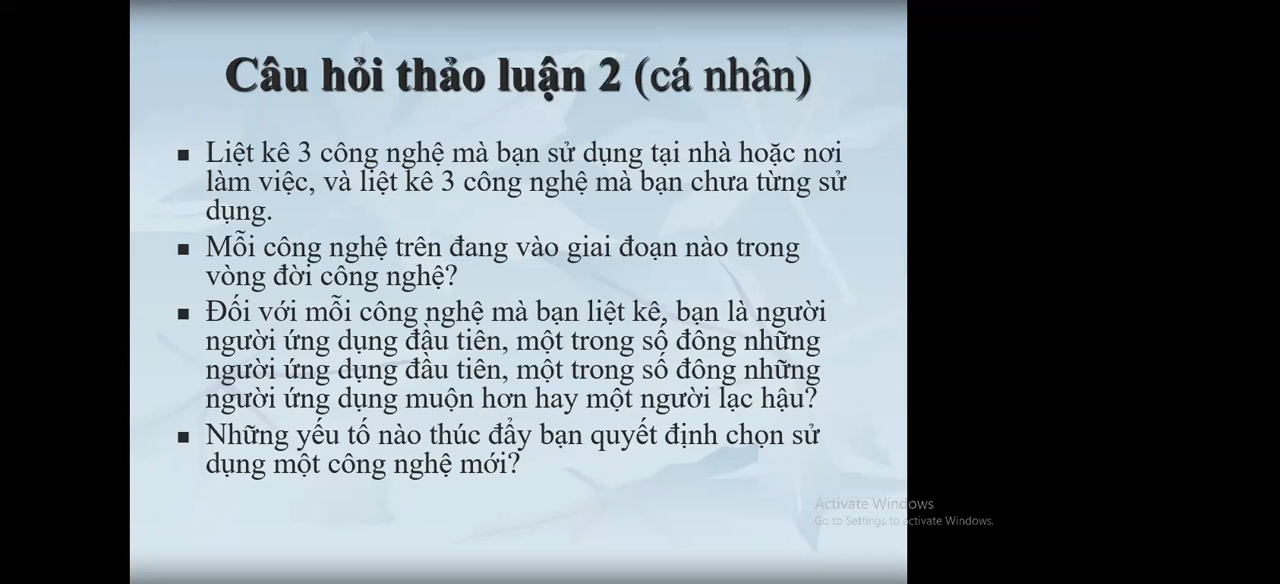 Câu hỏi thảo luận 2 (cá nhân)
▪ Liệt kê 3 công nghệ mà bạn sử dụng tại nhà hoặc nơi
làm việc, và liệt kê 3 công nghệ mà bạn chưa từng sử
dụng.
▪ Mỗi công nghệ trên đang vào giai đoạn nào trong
vòng đời công nghệ?
▪ Đối với mỗi công nghệ mà bạn liệt kê, bạn là người
người ứng dụng đầu tiên, một trong số đông những
người ứng dụng đầu tiên, một trong số đông những
người ứng dụng muộn hơn hay một người lạc hậu?
▪ Những yếu tố nào thúc đẩy bạn quyết định chọn sử
dụng một công nghệ mới?
Activate Windows
Go to Settings to activate Windows.